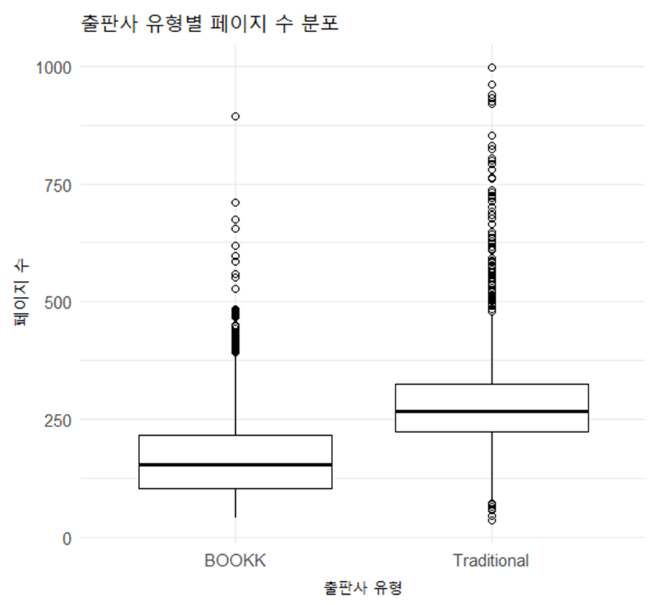 출판사 유형별 페이지 수 분포
1000
750
500
250
0
페이지 수
BOOKK
Traditional
출판사 유형